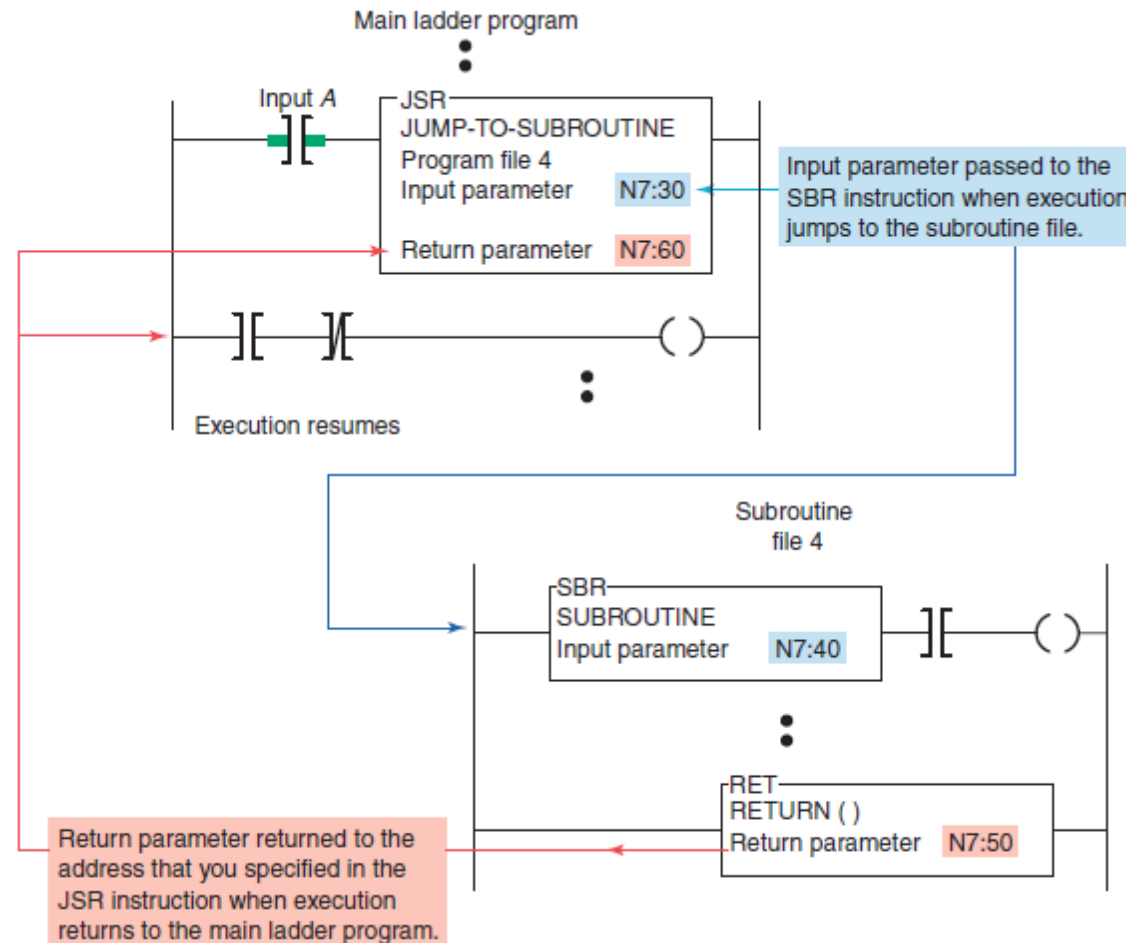 Main ladder program
Input A
JSR
JUMP-TO-SUBROUTINE
Program file 4
Input parameter N7:30
Return parameter N7:60
Input parameter passed to the
SBR instruction when execution
jumps to the subroutine file.
Execution resumes
Subroutine
file 4
SBR
SUBROUTINE
Input parameter N7:40
RET
RETURN ( )
Return parameter N7:50
Return parameter returned to the
address that you specified in the
JSR instruction when execution
returns to the main ladder program.